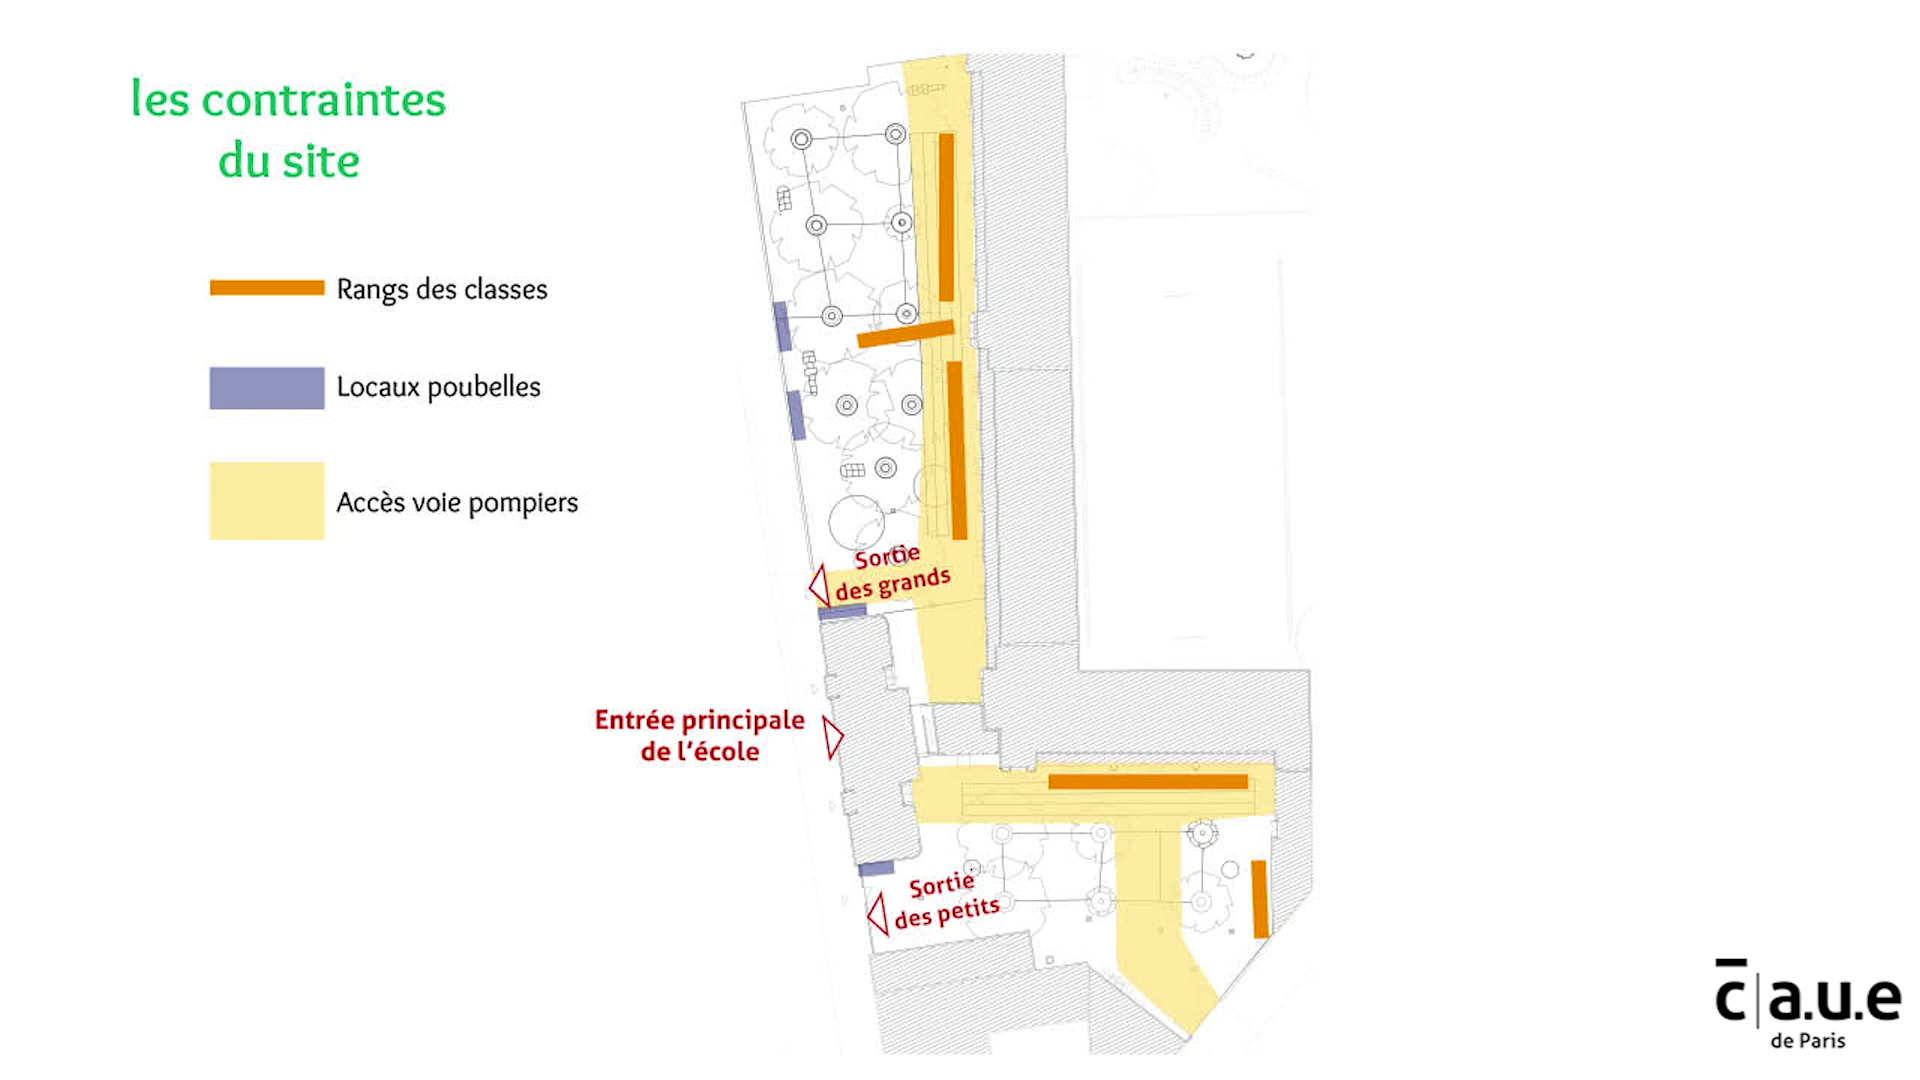 les contraintes
du site
Rangs des classes
Locaux poubelles
Accès voie pompiers
Sortie
des grands
Entrée principale
de l'école
Sortie
des petits
c|a.u.e
de Paris